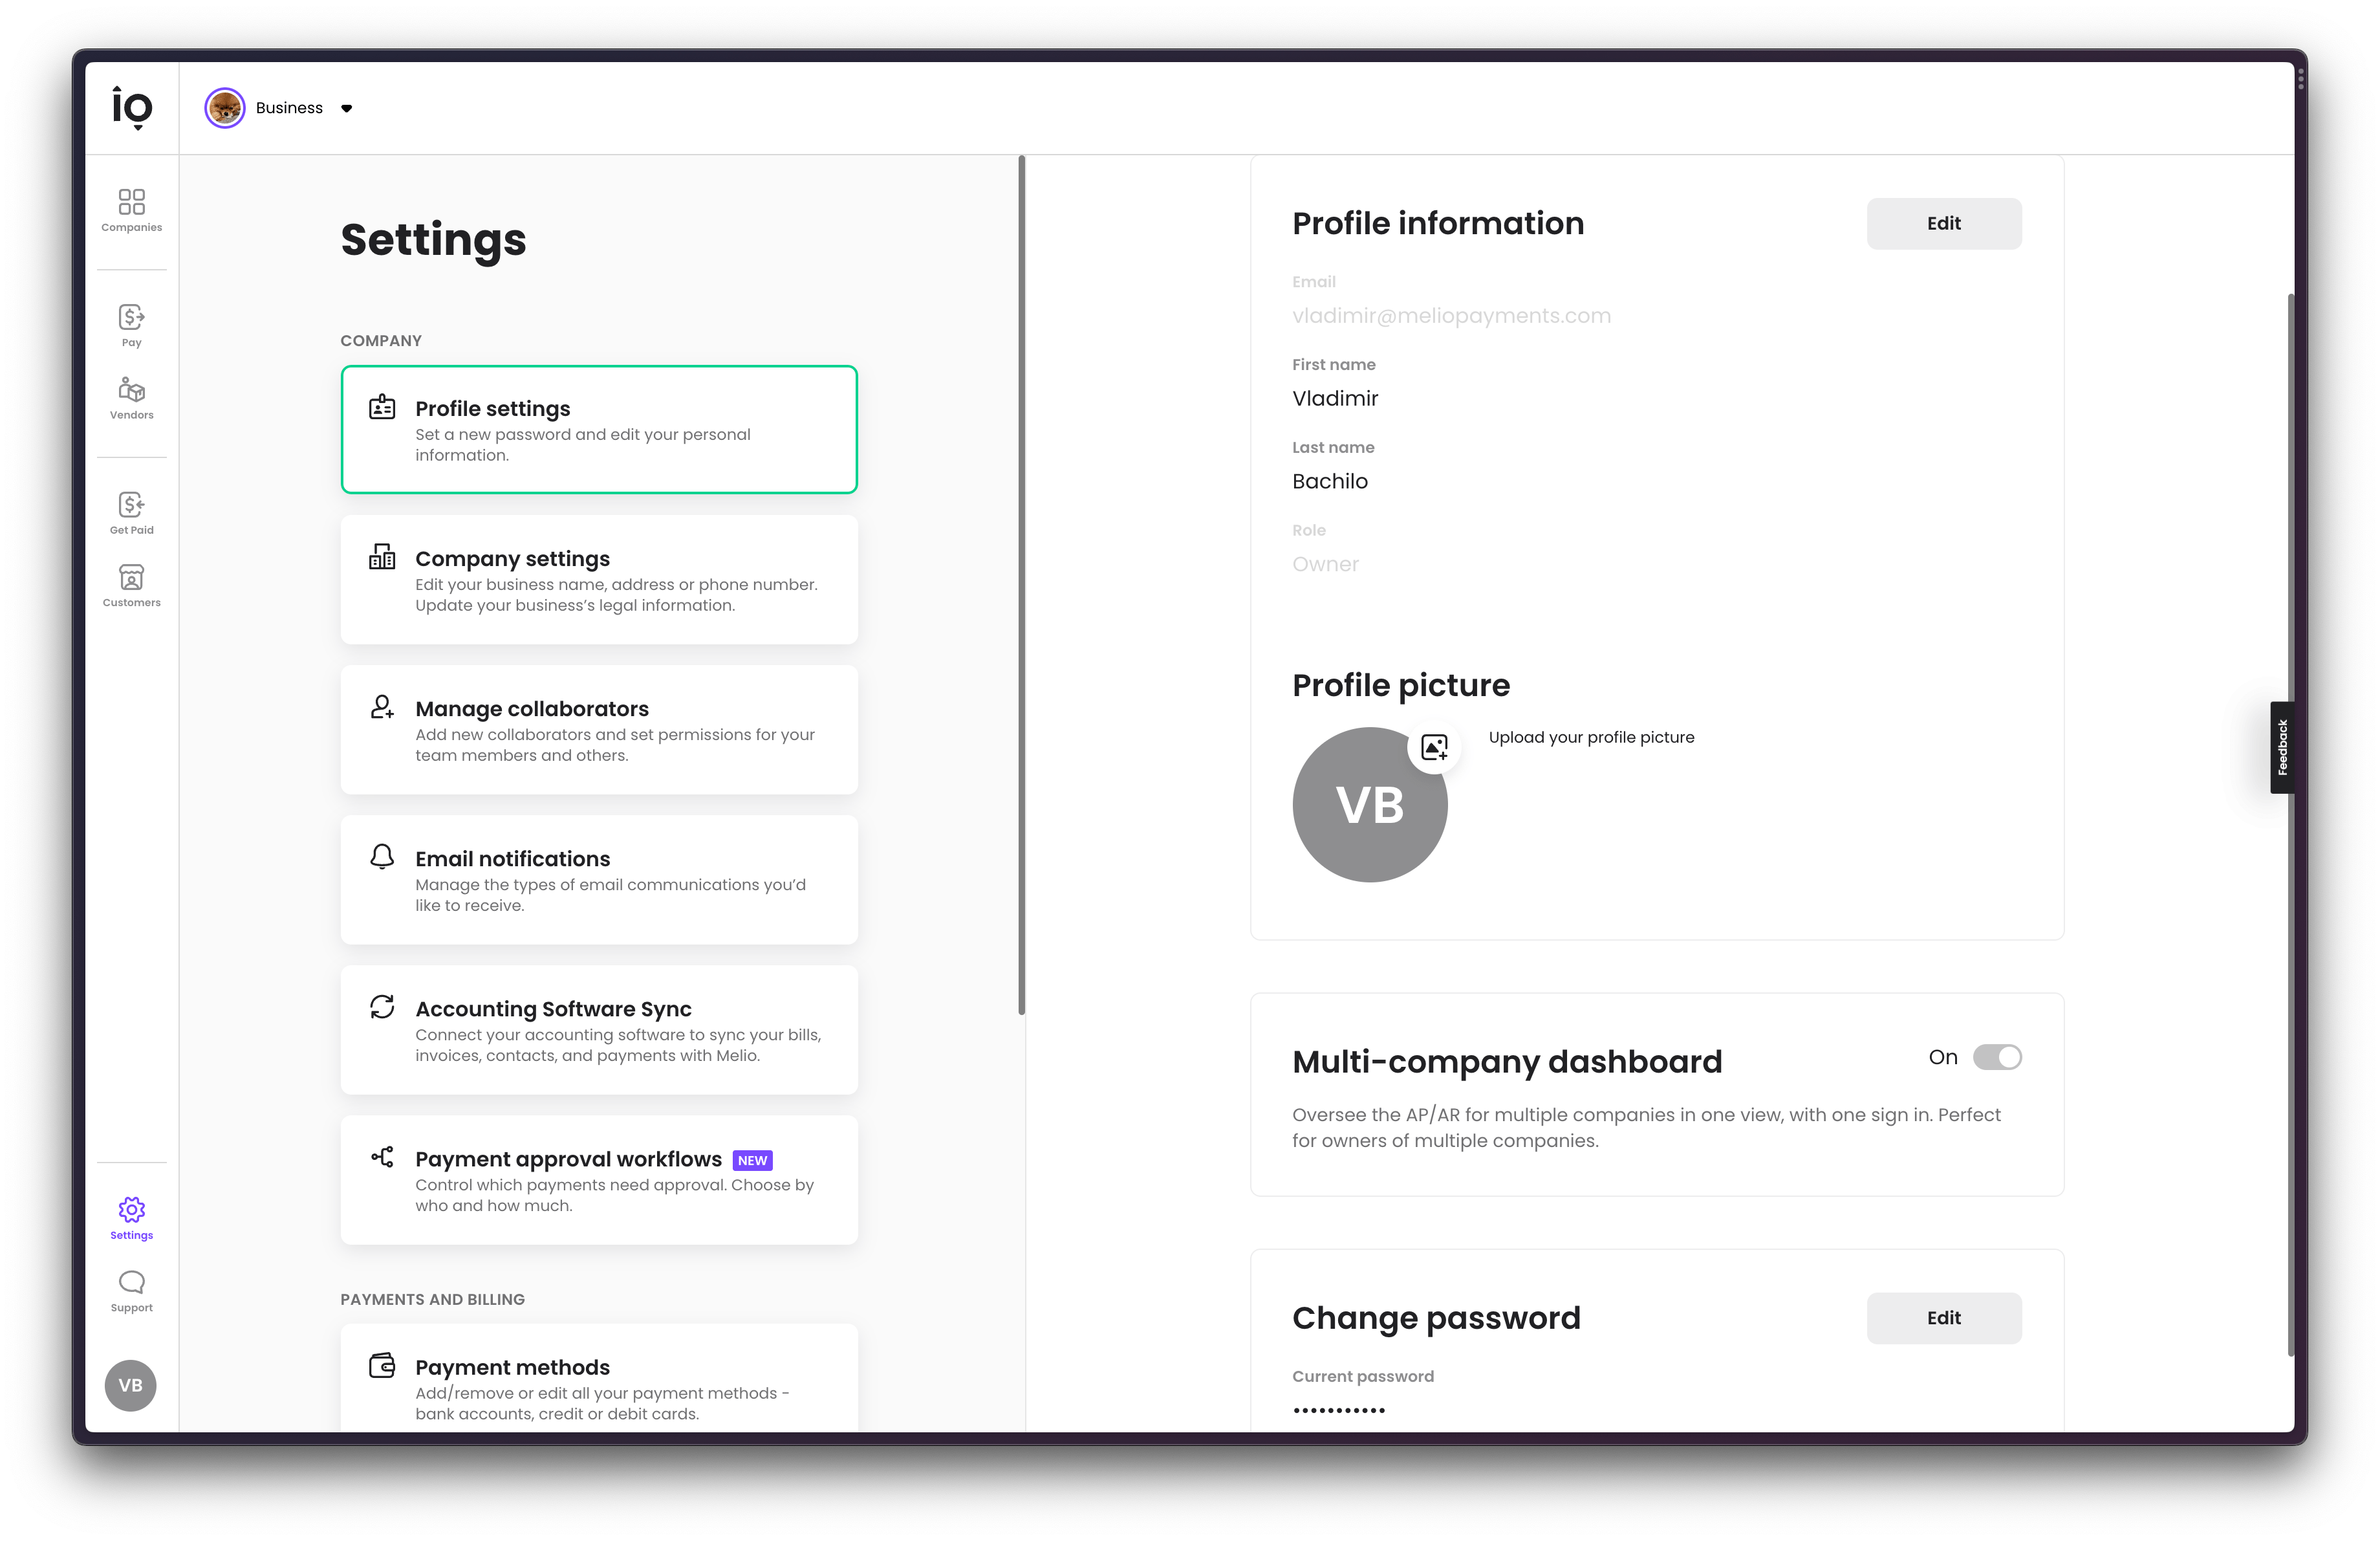 io
Business
Companies
Pay
Vendors
Get Paid
Customers
Settings
Support
VB
Settings
COMPANY
Profile settings
Set a new password and edit your personal
information.
Company settings
Edit your business name, address or phone number.
Update your business’s legal information.
Manage collaborators
Add new collaborators and set permissions for your
team members and others.
Email notifications
Manage the types of email communications you’d
like to receive.
Accounting Software Sync
Connect your accounting software to sync your bills,
invoices, contacts, and payments with Melio.
Payment approval workflows NEW
Control which payments need approval. Choose by
who and how much.
PAYMENTS AND BILLING
Payment methods
Add/remove or edit all your payment methods -
bank accounts, credit or debit cards.
Profile information
Edit
Email
vladimir@meliopayments.com
First name
Vladimir
Last name
Bachilo
Role
Owner
Profile picture
VB
Upload your profile picture
Multi-company dashboard
On
Oversee the AP/AR for multiple companies in one view, with one sign in. Perfect
for owners of multiple companies.
Change password
Edit
Current password
•••••••••••
Feedback